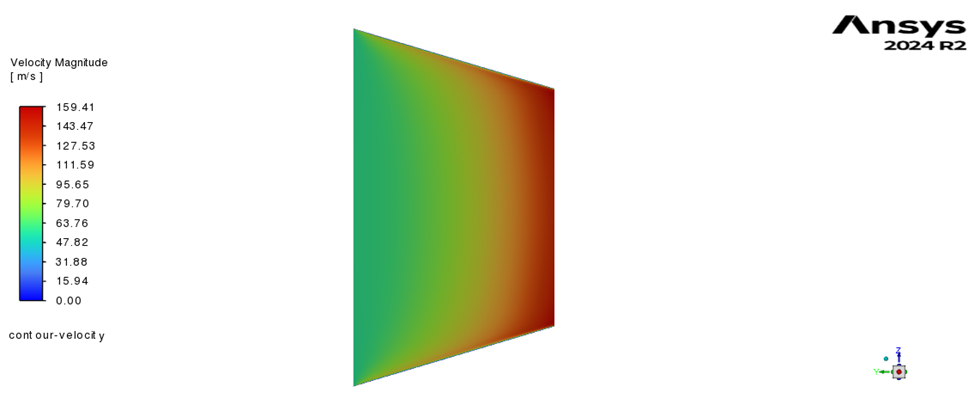 Ansys
2024 R2
Velocity Magnitude
[ m/s ]
159.41
143.47
127.53
111.59
95.65
79.70
63.76
47.82
31.88
15.94
0.00
contour-velocity
Z
Y